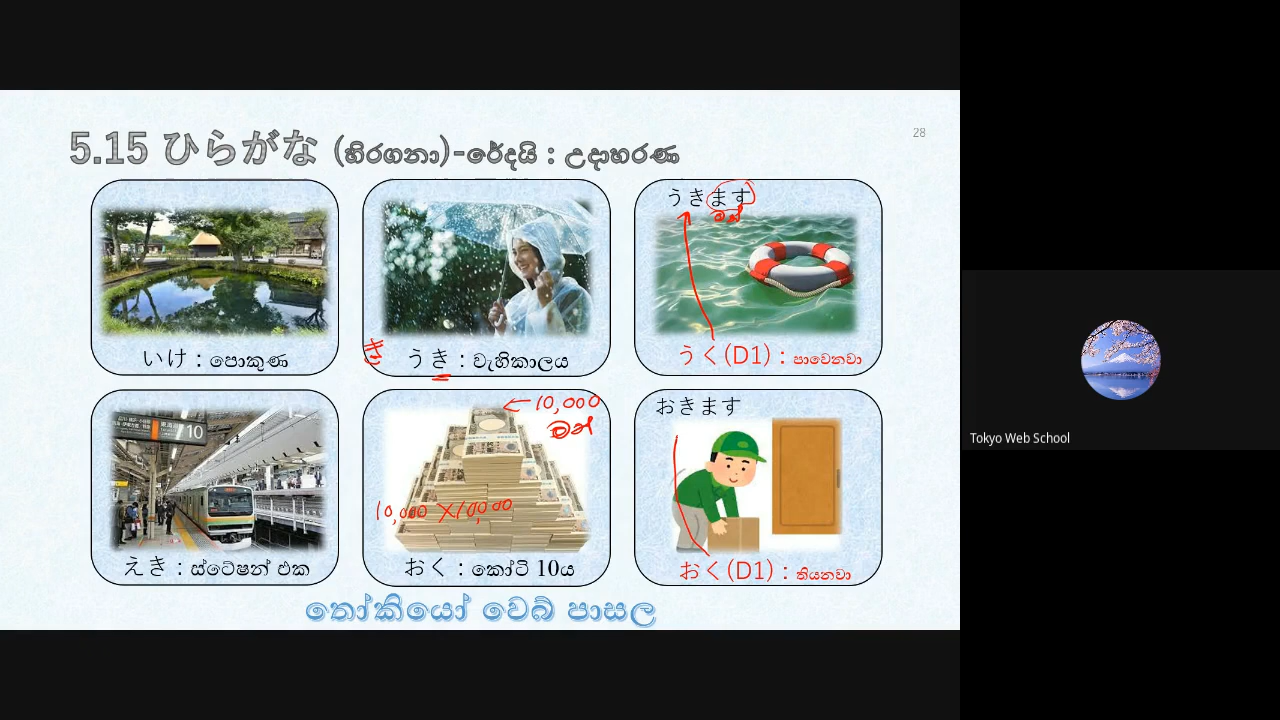 28
5.15 ひらがな (හිරගනා)-රේදයි : උදාහරණ
いけ : පොකුණ
き うき : වැහිකාලය
うきます
මස්
うく(D1) : පාවෙනවා
10
えき : ස්ටේෂන් එක
←10,000
මන්
10,000 X 10,000
おく : කෝටි 10ය
おきます
おく(D1) : තියනවා
තෝකියෝ වෙබ් පාසල
Tokyo Web School